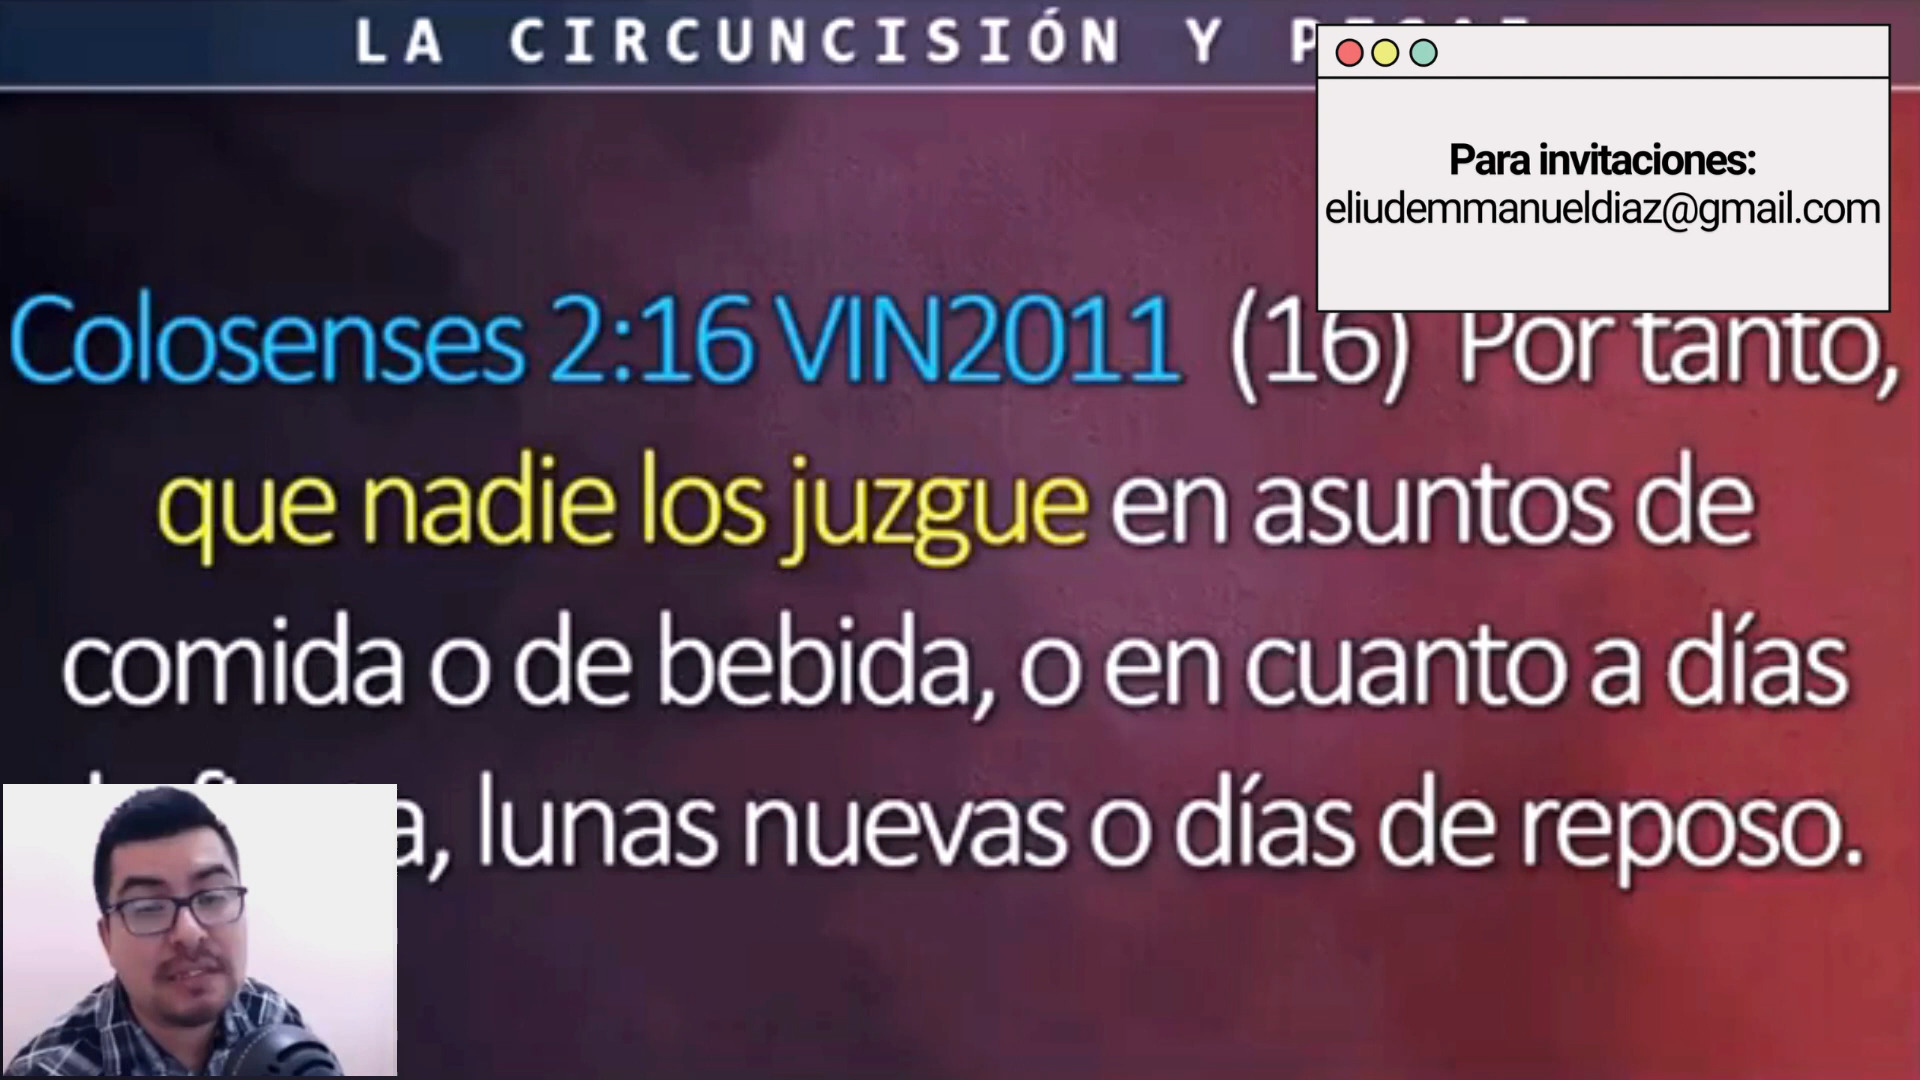 LA CIRCUNCISIÓN Y
Para invitaciones:
eliudemmanueldiaz@gmail.com
Colosenses 2:16 VIN2011 (16) Por tanto,
que nadie los juzgue en asuntos de
comida o de bebida, o en cuanto a días
lunas nuevas o días de reposo.